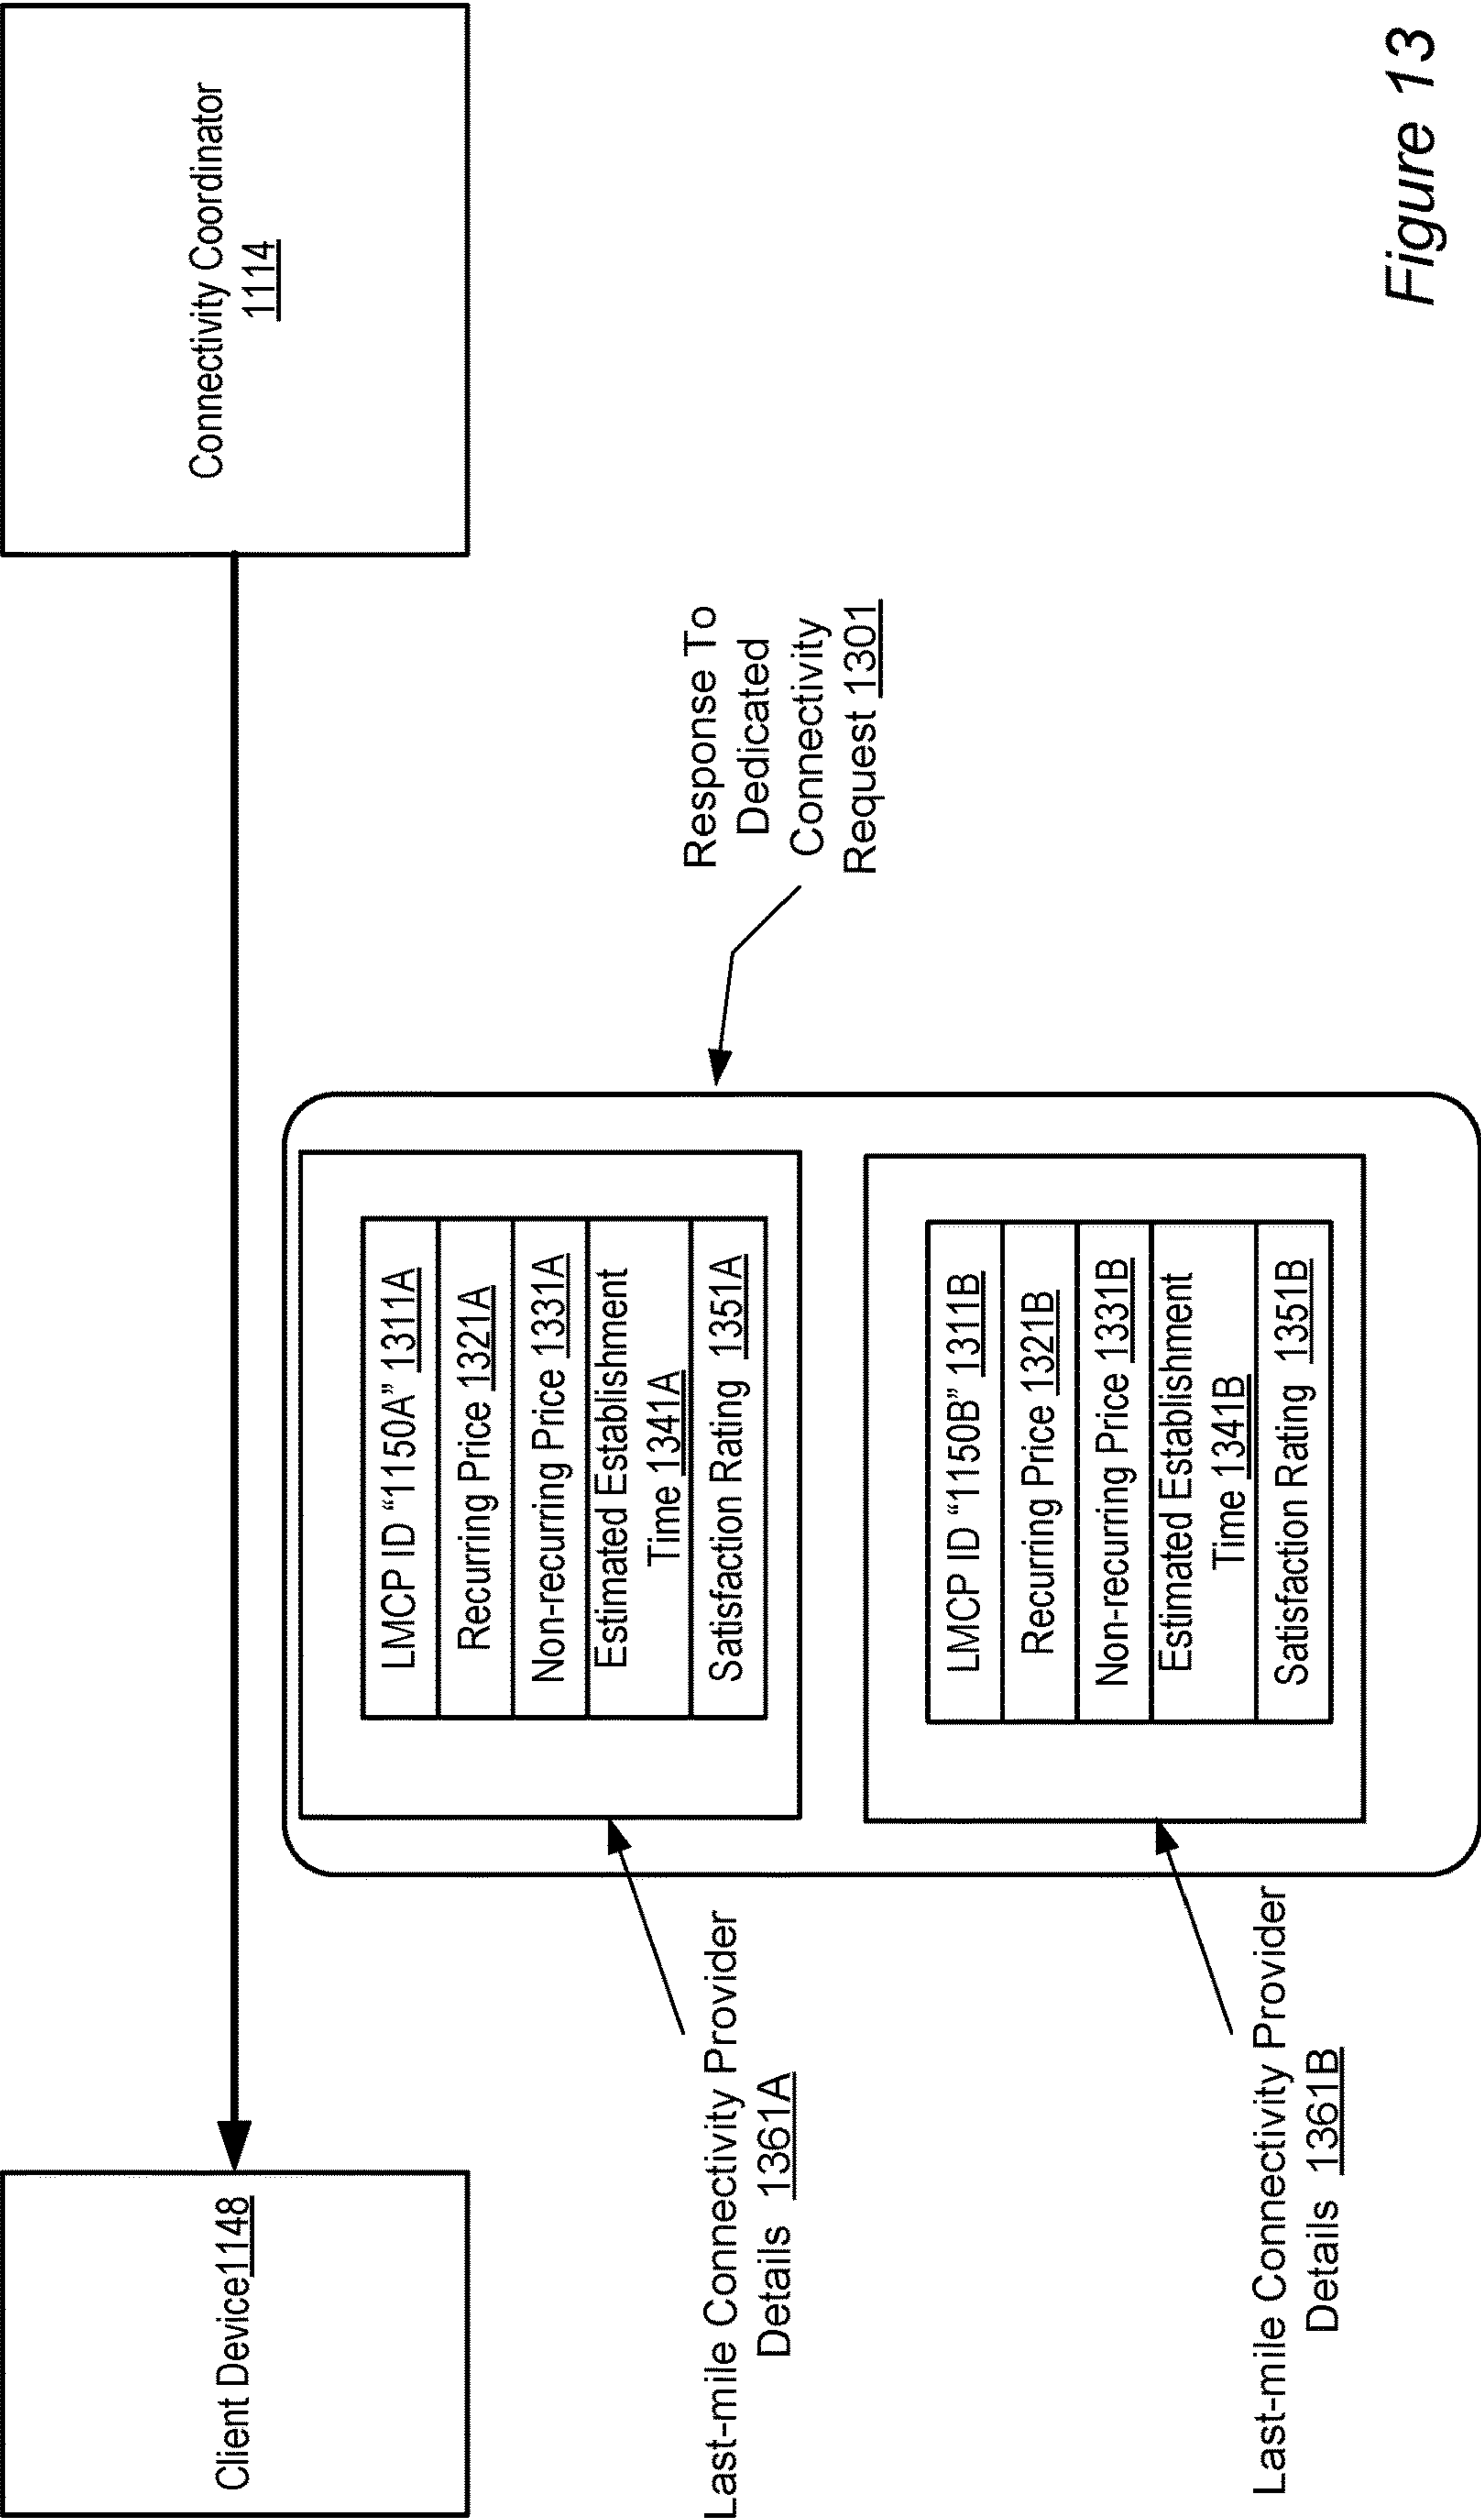 Client Device1148
Connectivity Coordinator
1114
Response To
Dedicated
Connectivity
Request 1301
Last-mile Connectivity Provider
Details 1361A
LMCP ID “1150A” 1311A
Recurring Price 1321A
Non-recurring Price 1331A
Estimated Establishment
Time 1341A
Satisfaction Rating 1351A
Last-mile Connectivity Provider
Details 1361B
LMCP ID “1150B” 1311B
Recurring Price 1321B
Non-recurring Price 1331B
Estimated Establishment
Time 1341B
Satisfaction Rating 1351B
Figure 13